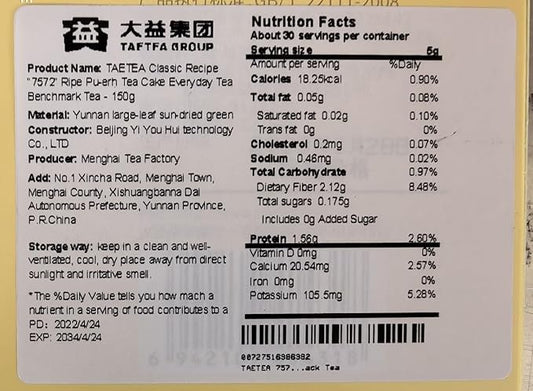 GB/T 22111-2008
大益集团
TAETEA GROUP
Product Name: TAETEA Classic Recipe
"7572' Ripe Pu-erh Tea Cake Everyday Tea
Benchmark Tea - 150g
Material: Yunnan large-leaf sun-dried green
Constructor: Beijing Yi You Hui technology
Co., LTD
Producer: Menghai Tea Factory
Add: No.1 Xincha Road, Menghai Town,
Menghai County, Xishuangbanna Dai
Autonomous Prefecture, Yunnan Province,
P.R.China
Storage way: keep in a clean and well-
ventilated, cool, dry place away from direct
sunlight and irritative smell.
*The %Daily Value tells you how mach a
nutrient in a serving of food contributes to a
PD: 2022/4/24
EXP: 2034/4/24
Nutrition Facts
About 30 servings per container
Serving size 5g
Amount per serving %Daily
Calories 18.25kcal 0.90%
Total fat 0.05g 0.08%
Saturated fat 0.02g 0.10%
Trans fat 0g 0%
Cholesterol 0.2mg 0.07%
Sodium 0.46mg 0.02%
Total Carbohydrate 0.97%
Dietary Fiber 2.12g 8.48%
Total sugars 0.175g
Includes 0g Added Sugar
Protein 1.56g 2.60%
Vitamin D 0mg 0%
Calcium 20.54mg 2.57%
Iron 0mg 0%
Potassium 105.5mg 5.28%
TAETEA 757...ack Tea